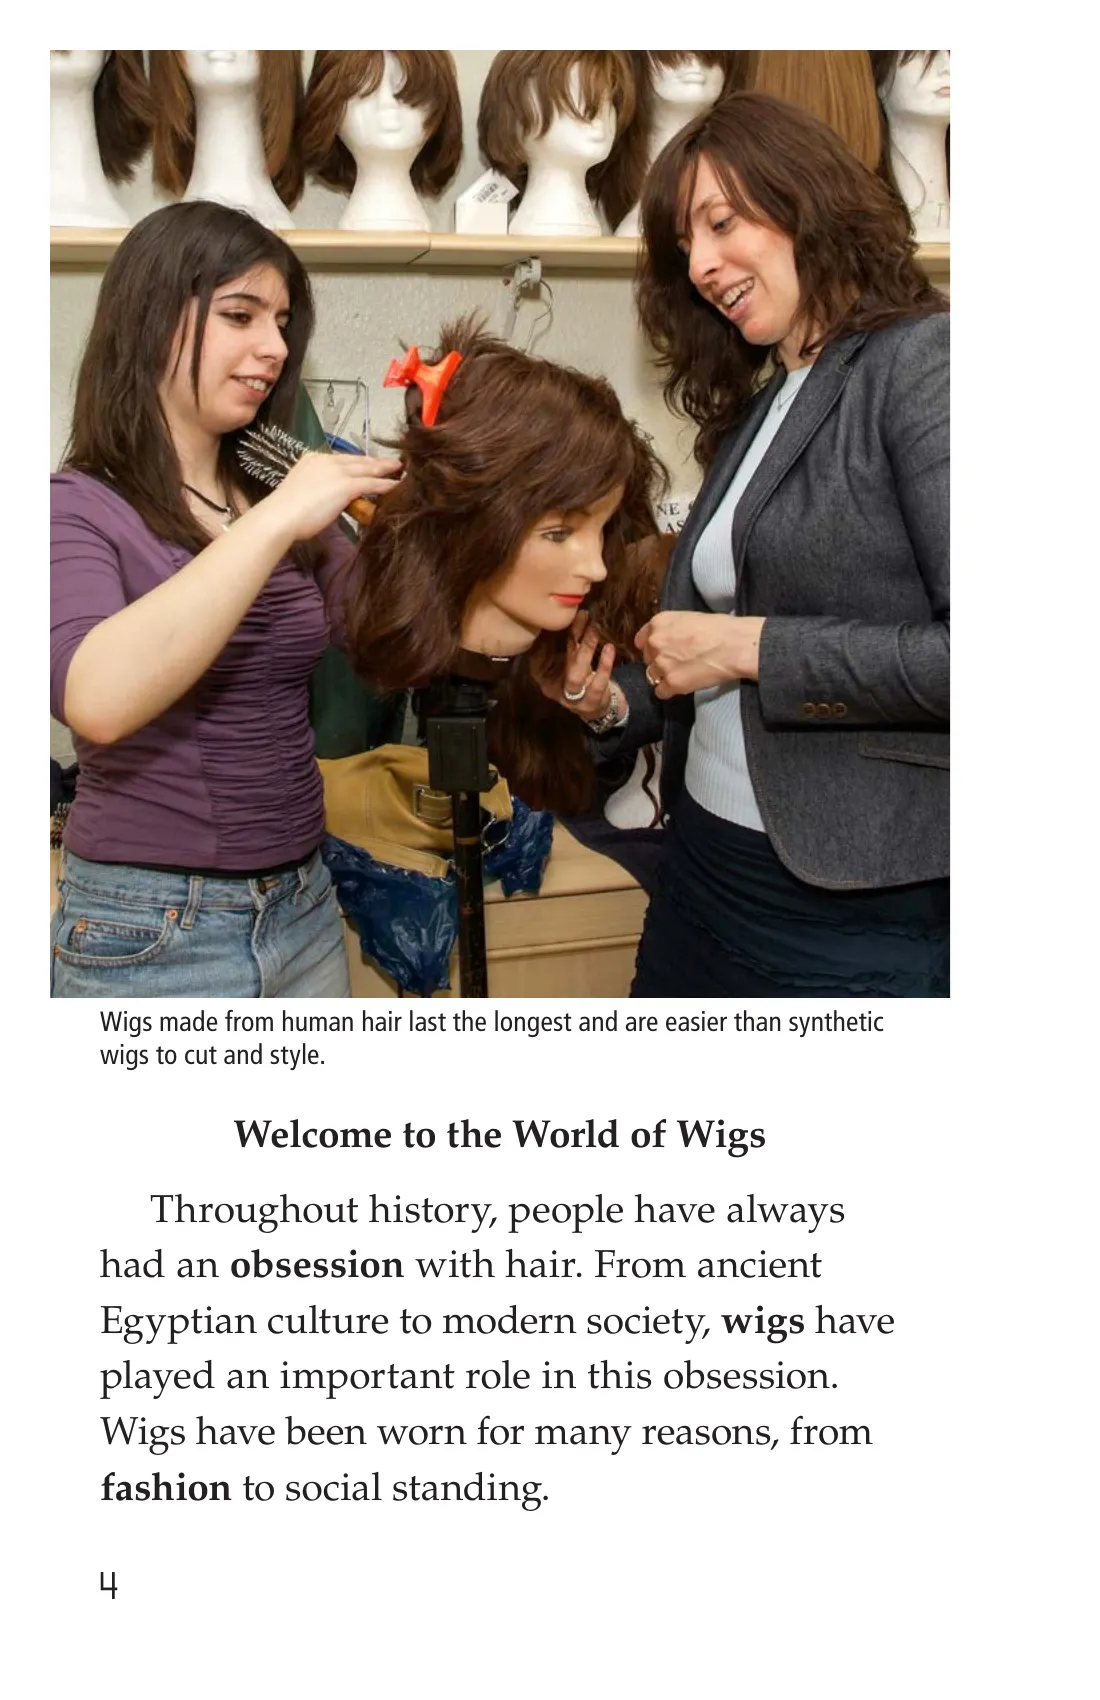 NE
AS
Wigs made from human hair last the longest and are easier than synthetic
wigs to cut and style.
Welcome to the World of Wigs
Throughout history, people have always
had an obsession with hair. From ancient
Egyptian culture to modern society, wigs have
played an important role in this obsession.
Wigs have been worn for many reasons, from
fashion to social standing.
4